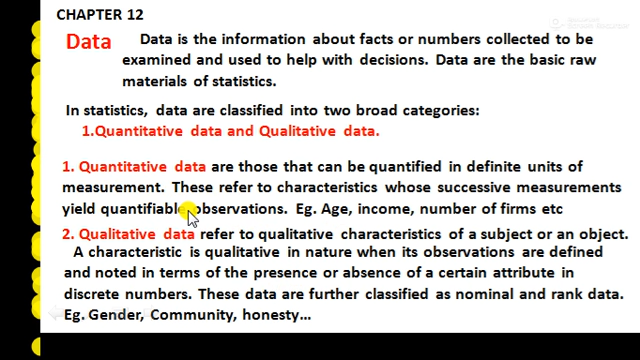 CHAPTER 12
Data Data is the information about facts or numbers collected to be
examined and used to help with decisions. Data are the basic raw
materials of statistics.
In statistics, data are classified into two broad categories:
1.Quantitative data and Qualitative data.
1. Quantitative data are those that can be quantified in definite units of
measurement. These refer to characteristics whose successive measurements
yield quantifiable observations. Eg. Age, income, number of firms etc
2. Qualitative data refer to qualitative characteristics of a subject or an object.
A characteristic is qualitative in nature when its observations are defined
and noted in terms of the presence or absence of a certain attribute in
discrete numbers. These data are further classified as nominal and rank data.
Eg. Gender, Community, honesty...